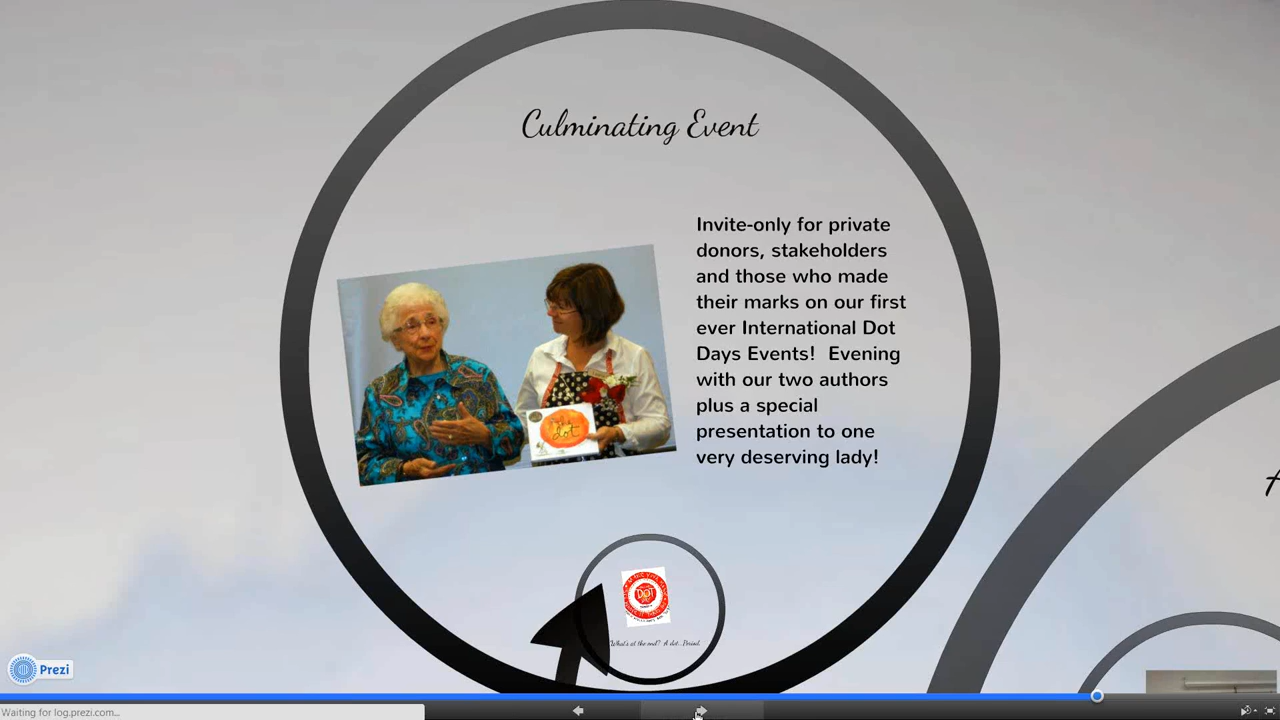 Culminating Event
Invite-only for private
donors, stakeholders
and those who made
their marks on our first
ever International Dot
Days Events!  Evening
with our two authors
plus a special
presentation to one
very deserving lady!
dot
DOT
"What's at the end? A dot...Period.
Prezi
Waiting for log.prezi.com...